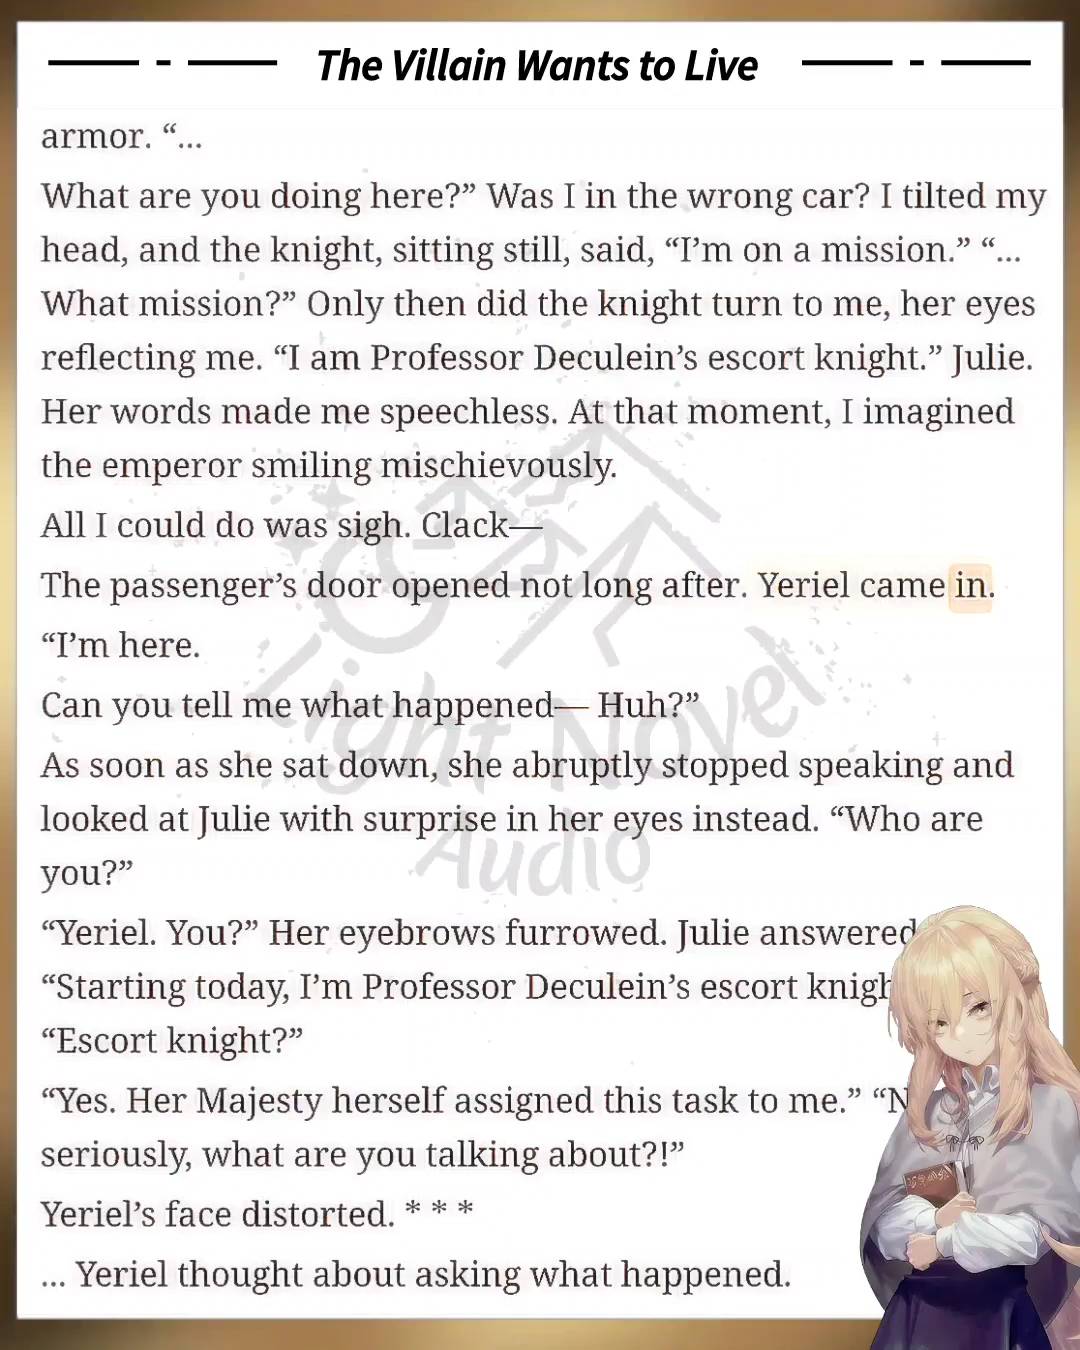 The Villain Wants to Live
armor. “...
What are you doing here?” Was I in the wrong car? I tilted my
head, and the knight, sitting still, said, “I’m on a mission.” “...
What mission?” Only then did the knight turn to me, her eyes
reflecting me. “I am Professor Deculein’s escort knight.” Julie.
Her words made me speechless. At that moment, I imagined
the emperor smiling mischievously.
All I could do was sigh. Clack—
The passenger’s door opened not long after. Yeriel came in.
“I’m here.
Can you tell me what happened— Huh?”
As soon as she sat down, she abruptly stopped speaking and
looked at Julie with surprise in her eyes instead. “Who are
you?”
“Yeriel. You?” Her eyebrows furrowed. Julie answered
“Starting today, I’m Professor Deculein’s escort knigh
“Escort knight?”
“Yes. Her Majesty herself assigned this task to me.” “N
seriously, what are you talking about?!”
Yeriel’s face distorted. * * *
... Yeriel thought about asking what happened.
Light Novel
Audio